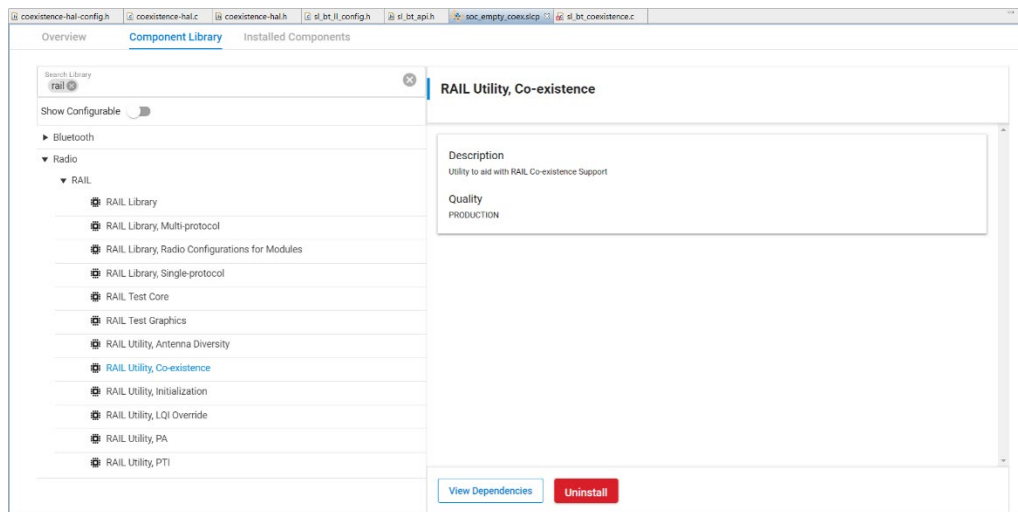 coexistence-hal-config.h coexistence-hal.c coexistence-hal.h sl_bt_ll_config.h sl_bt_api.h soc_empty_coex.slcp sl_bt_coexistence.c
Overview Component Library Installed Components
Search Library
rail
Show Configurable
Bluetooth
Radio
RAIL
RAIL Library
RAIL Library, Multi-protocol
RAIL Library, Radio Configurations for Modules
RAIL Library, Single-protocol
RAIL Test Core
RAIL Test Graphics
RAIL Utility, Antenna Diversity
RAIL Utility, Co-existence
RAIL Utility, Initialization
RAIL Utility, LQI Override
RAIL Utility, PA
RAIL Utility, PTI
RAIL Utility, Co-existence
Description
Utility to aid with RAIL Co-existence Support
Quality
PRODUCTION
View Dependencies Uninstall